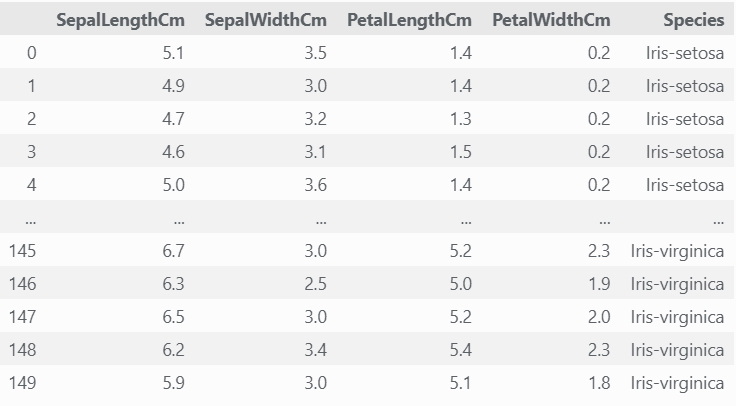 SepalLengthCm SepalWidthCm PetalLengthCm PetalWidthCm Species
0 5.1 3.5 1.4 0.2 Iris-setosa
1 4.9 3.0 1.4 0.2 Iris-setosa
2 4.7 3.2 1.3 0.2 Iris-setosa
3 4.6 3.1 1.5 0.2 Iris-setosa
4 5.0 3.6 1.4 0.2 Iris-setosa
... ... ... ... ... ...
145 6.7 3.0 5.2 2.3 Iris-virginica
146 6.3 2.5 5.0 1.9 Iris-virginica
147 6.5 3.0 5.2 2.0 Iris-virginica
148 6.2 3.4 5.4 2.3 Iris-virginica
149 5.9 3.0 5.1 1.8 Iris-virginica